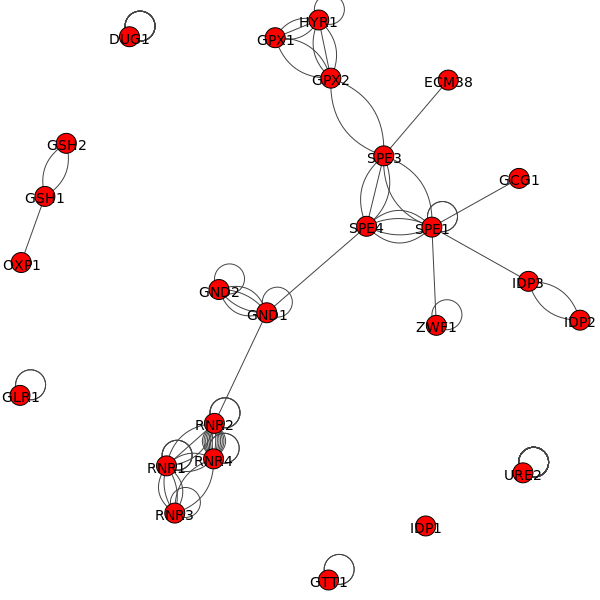 HYR1
DUG1
GPX1
GPX2
ECM38
GSH2
SPE3
GCG1
GSH1
SPE4
SPE1
OXP1
IDP3
GND2
GND1
IDP2
ZWF1
GLR1
RNR2
RNR4
RNR1
URE2
RNR3
IDP1
GTT1